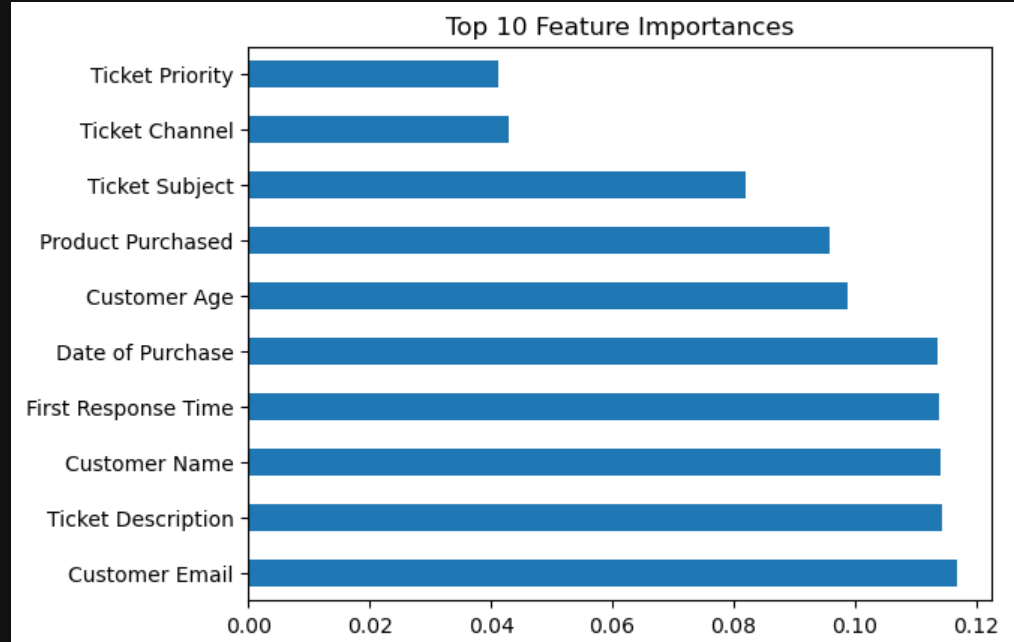 Top 10 Feature Importances
Ticket Priority
Ticket Channel
Ticket Subject
Product Purchased
Customer Age
Date of Purchase
First Response Time
Customer Name
Ticket Description
Customer Email
0.00 0.02 0.04 0.06 0.08 0.10 0.12